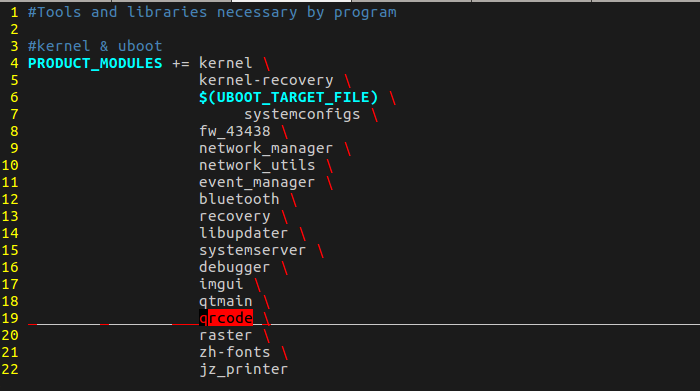 1 #Tools and libraries necessary by program
2
3 #kernel & uboot
4 PRODUCT_MODULES += kernel \
5 kernel-recovery \
6 $(UBOOT_TARGET_FILE) \
7 systemconfigs \
8 fw_43438 \
9 network_manager \
10 network_utils \
11 event_manager \
12 bluetooth \
13 recovery \
14 libupdater \
15 systemserver \
16 debugger \
17 imgui \
18 qtmain \
19 qrcode \
20 raster \
21 zh-fonts \
22 jz_printer